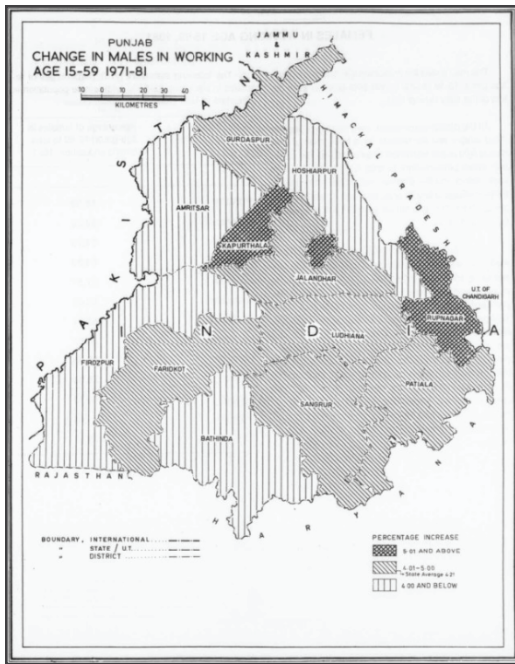 PUNJAB
CHANGE IN MALES IN WORKING
AGE 15-59 1971-81
10 0 10 20 30 40
KILOMETRES
JAMMU
&
KASHMIR
HIMACHAL PRADESH
PAKISTAN
GURDASPUR
HOSHIARPUR
AMRITSAR
KAPURTHALA
JALANDHAR
U.T. OF
CHANDIGARH
RUPNAGAR
INDIA
LUDHIANA
FIROZPUR
FARIDKOT
PATIALA
SANGRUR
BATHINDA
RAJASTHAN
HARYANA
BOUNDARY, INTERNATIONAL
" STATE / U.T.
" DISTRICT
PERCENTAGE INCREASE
5·01 AND ABOVE
4·01-5·00
State Average 4.21
4·00 AND BELOW